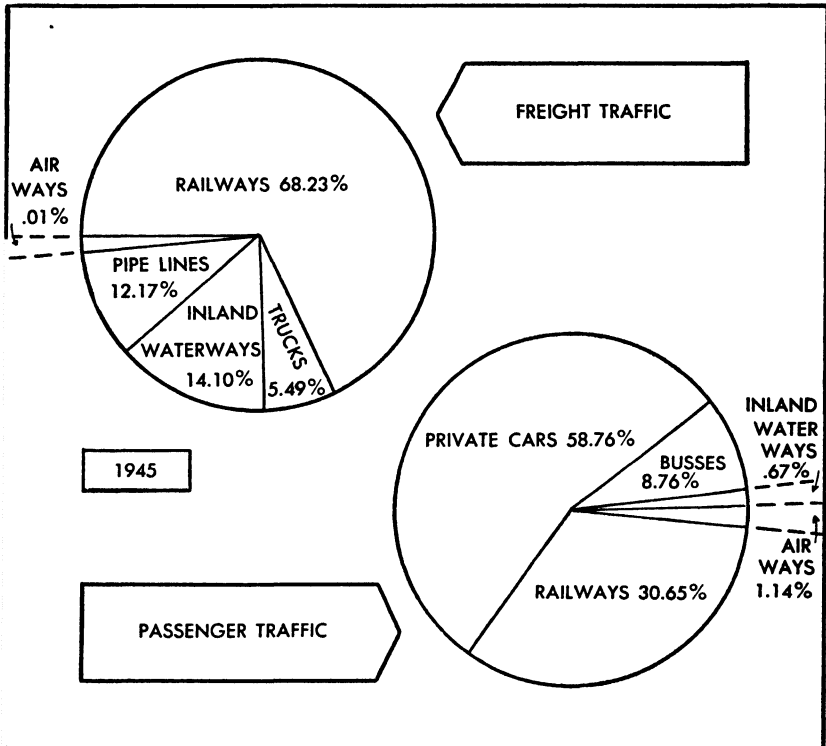 FREIGHT TRAFFIC
AIR
WAYS
.01%
RAILWAYS 68.23%
PIPE LINES
12.17%
INLAND
WATERWAYS
14.10%
TRUCKS
5.49%
1945
PRIVATE CARS 58.76%
BUSSES
8.76%
INLAND
WATER
WAYS
.67%
AIR
WAYS
1.14%
RAILWAYS 30.65%
PASSENGER TRAFFIC